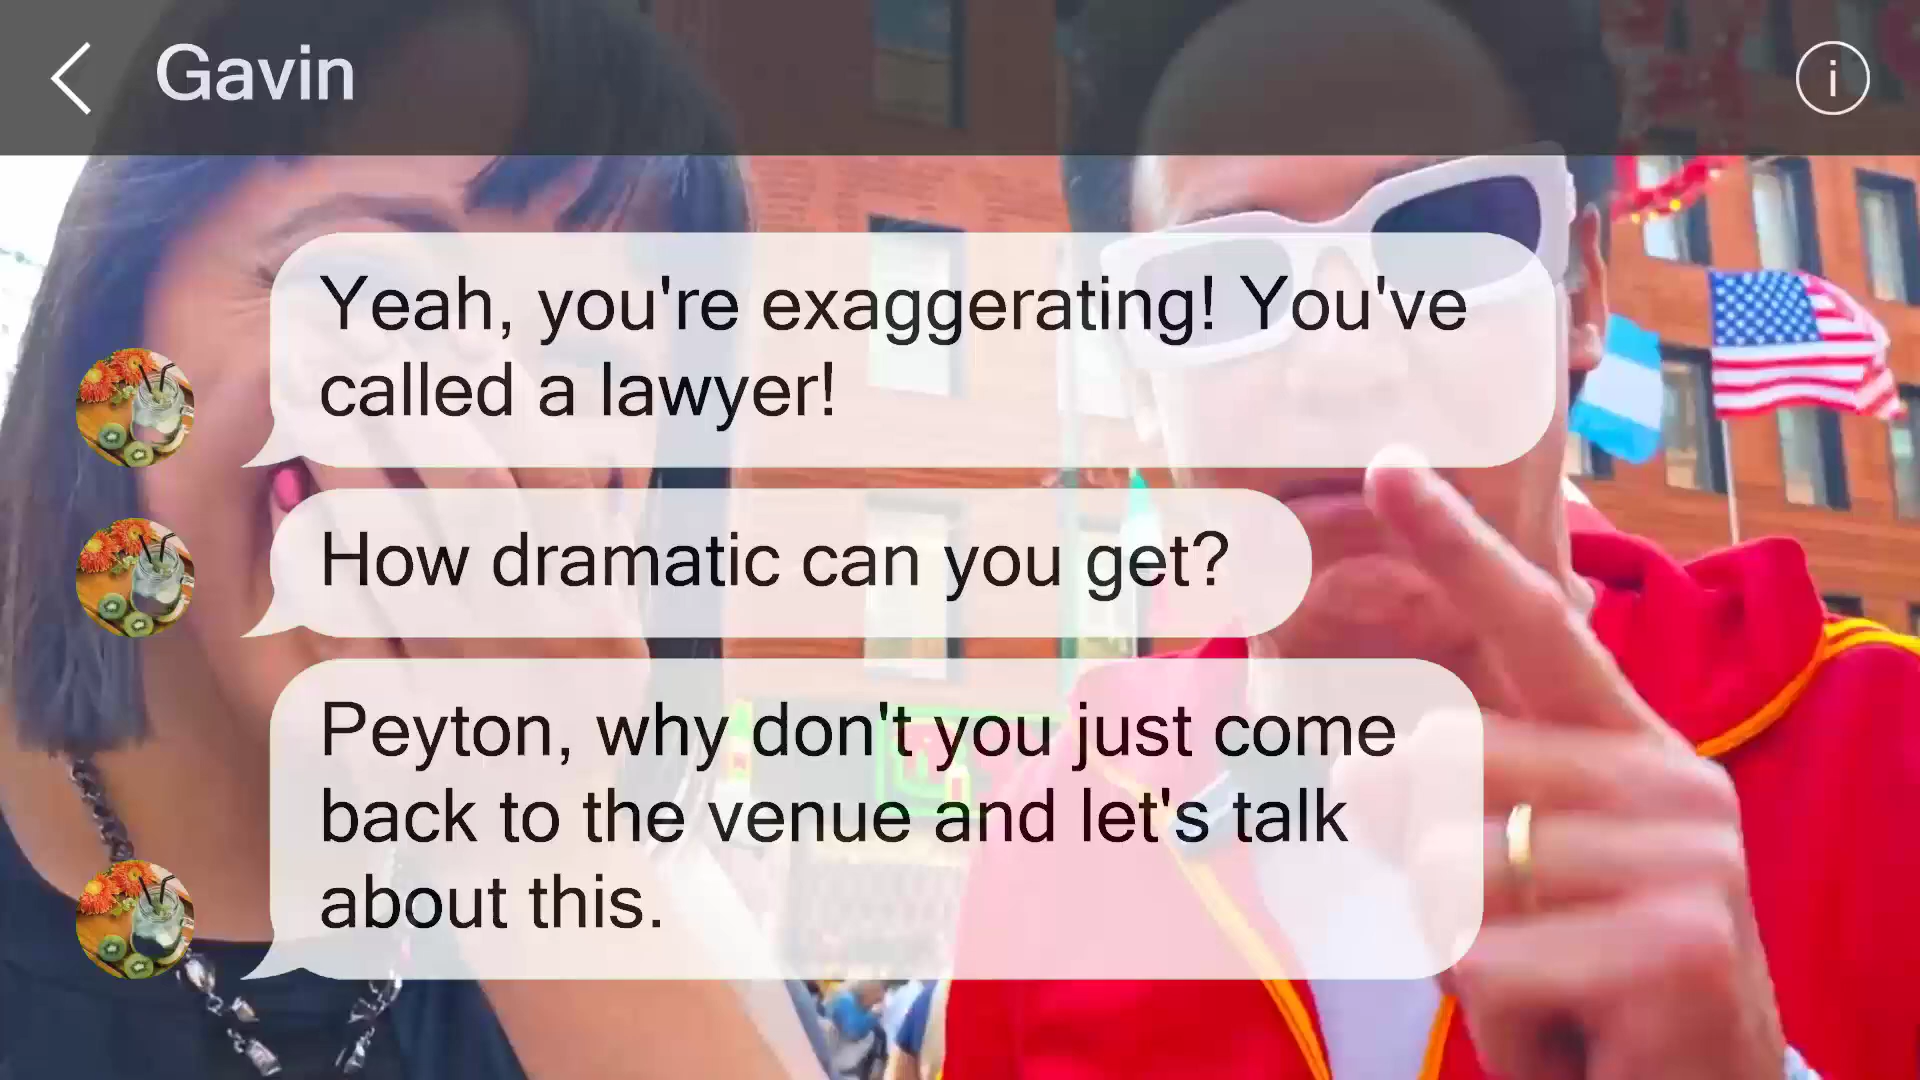 Gavin
i
Yeah, you're exaggerating! You've
called a lawyer!
How dramatic can you get?
Peyton, why don't you just come
back to the venue and let's talk
about this.